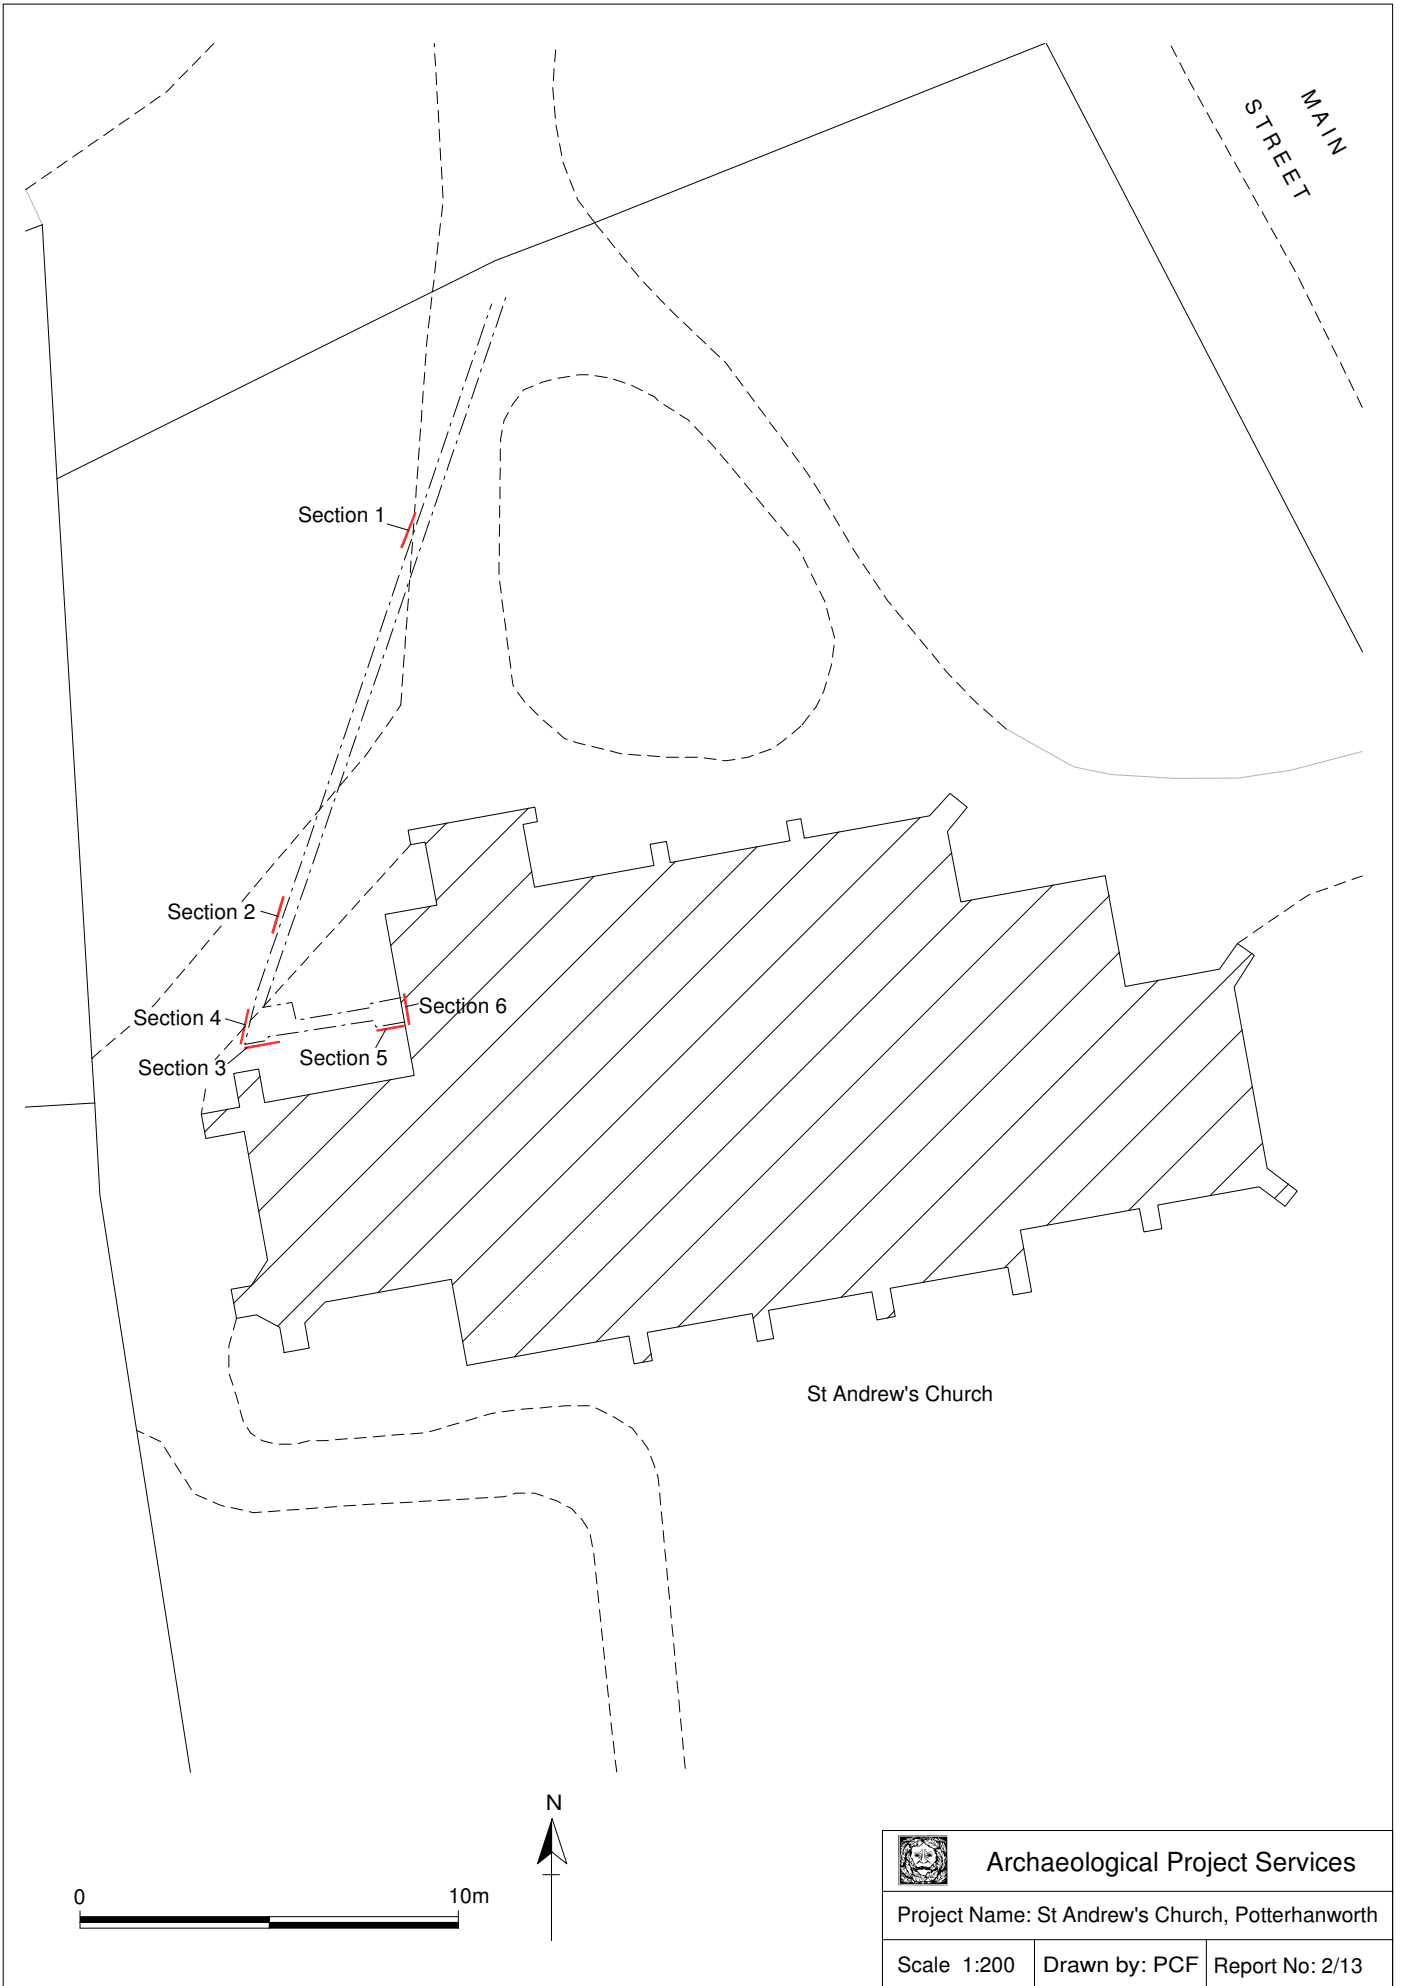 MAIN
STREET
Section 1
Section 2
Section 4
Section 6
Section 3
Section 5
St Andrew's Church
N
0
10m
Archaeological Project Services
Project Name: St Andrew's Church, Potterhanworth
Scale 1:200
Drawn by: PCF
Report No: 2/13